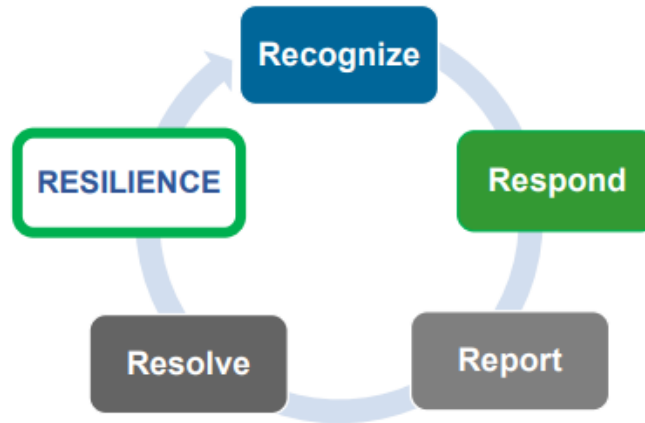 Recognize
Respond
Report
Resolve
RESILIENCE